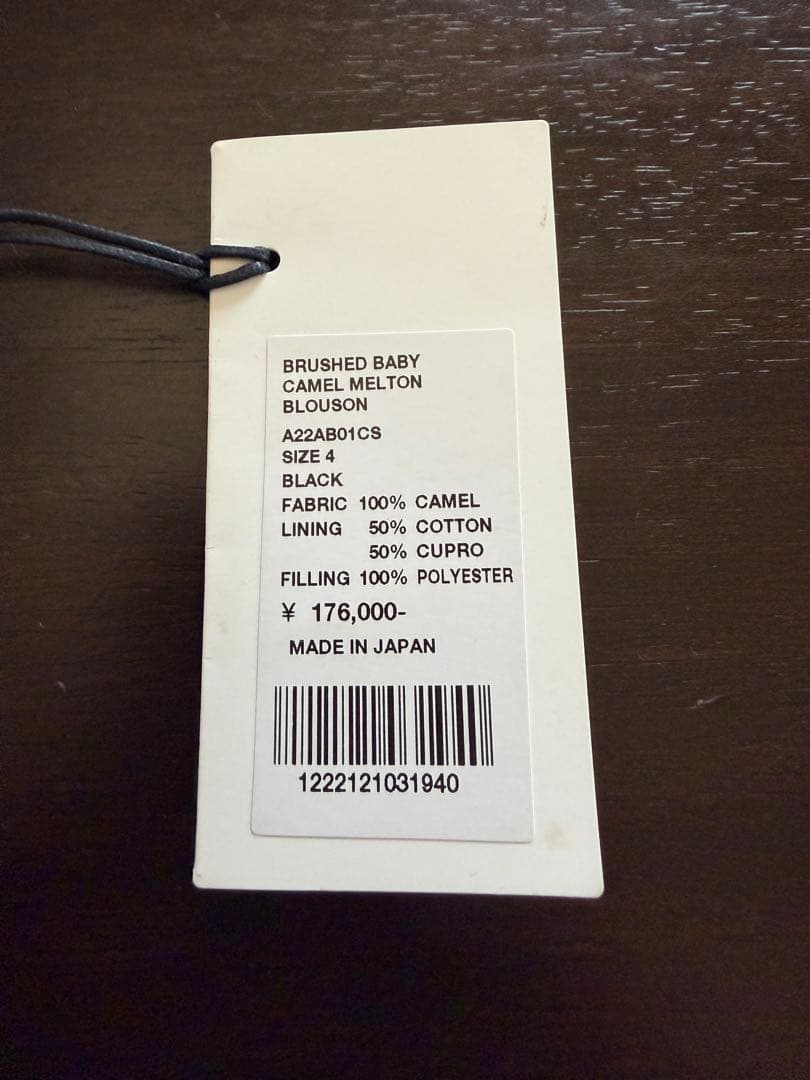 BRUSHED BABY
CAMEL MELTON
BLOUSON
A22AB01CS
SIZE 4
BLACK
FABRIC 100% CAMEL
LINING 50% COTTON
50% CUPRO
FILLING 100% POLYESTER
¥ 176,000-
MADE IN JAPAN
1222121031940